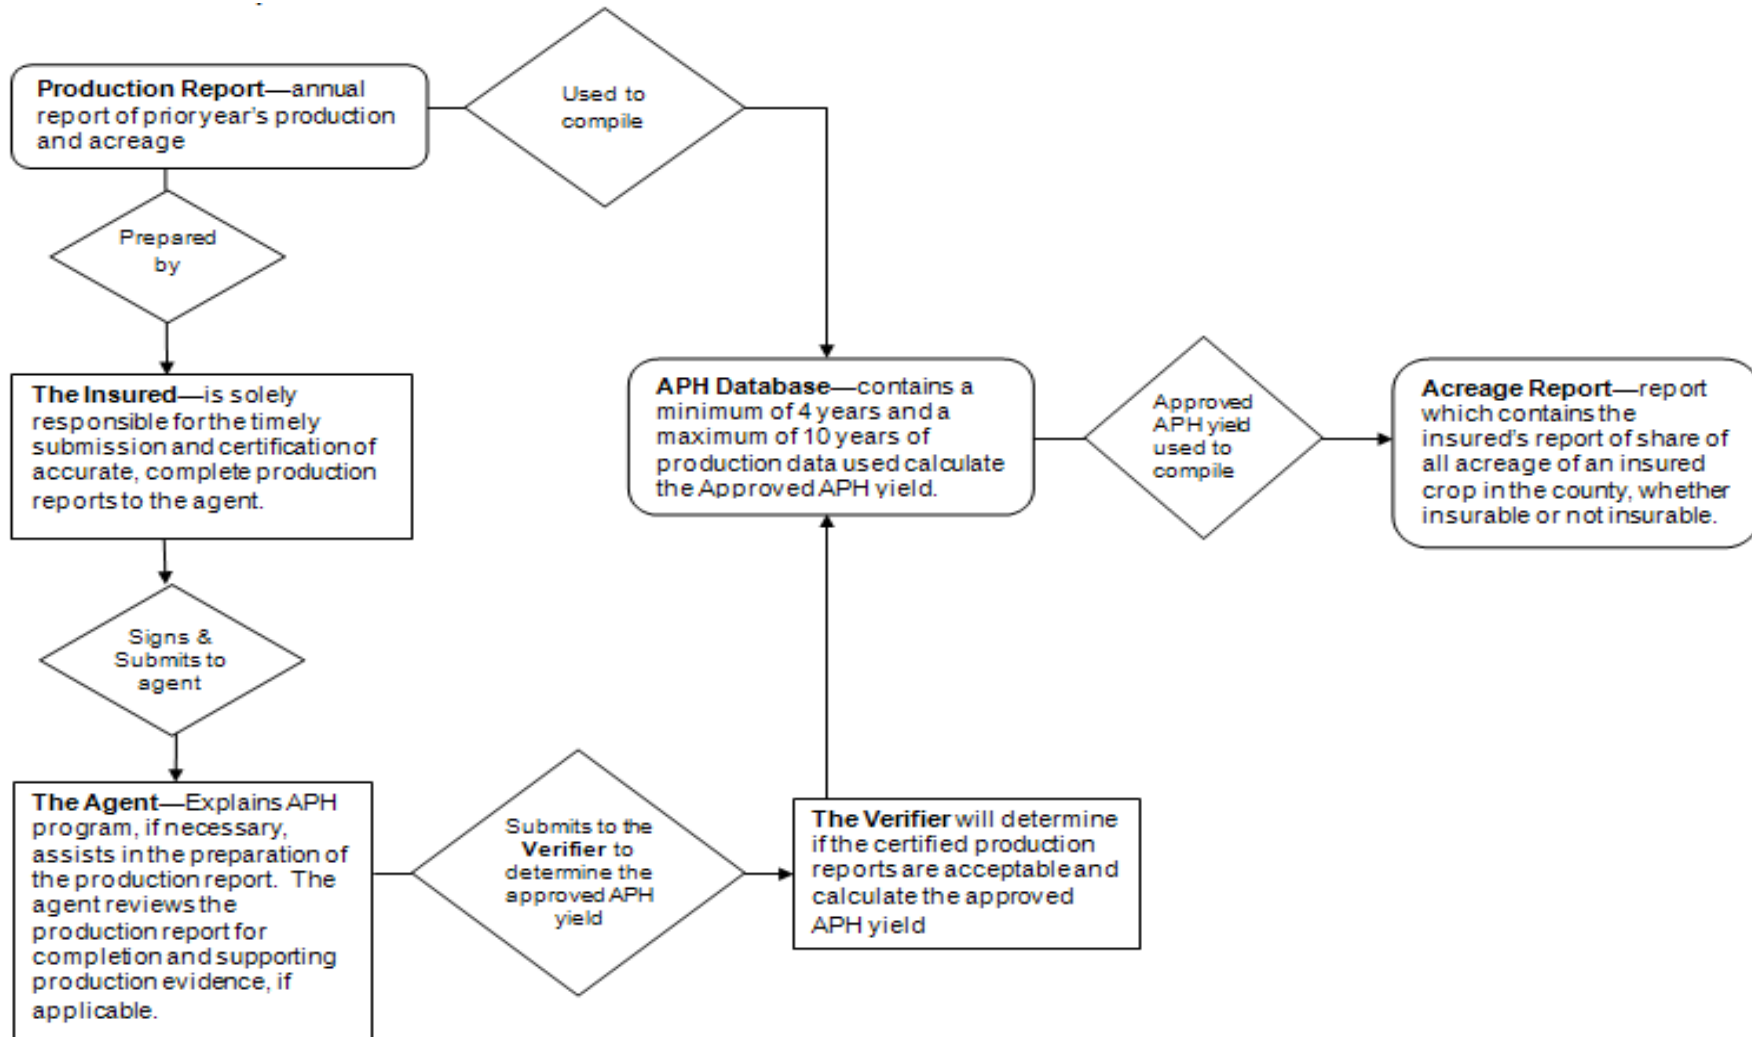 Production Report—annual
report of prior year's production
and acreage
Used to
compile
Prepared
by
The Insured—is solely
responsible for the timely
submission and certification of
accurate, complete production
reports to the agent.
APH Database—contains a
minimum of 4 years and a
maximum of 10 years of
production data used calculate
the Approved APH yield.
Approved
APH yield
used to
compile
Acreage Report—report
which contains the
insured's report of share of
all acreage of an insured
crop in the county, whether
insurable or not insurable.
Signs &
Submits to
agent
The Agent—Explains APH
program, if necessary,
assists in the preparation of
the production report. The
agent reviews the
production report for
completion and supporting
production evidence, if
applicable.
Submits to the
Verifier to
determine the
approved APH
yield
The Verifier will determine
if the certified production
reports are acceptable and
calculate the approved
APH yield